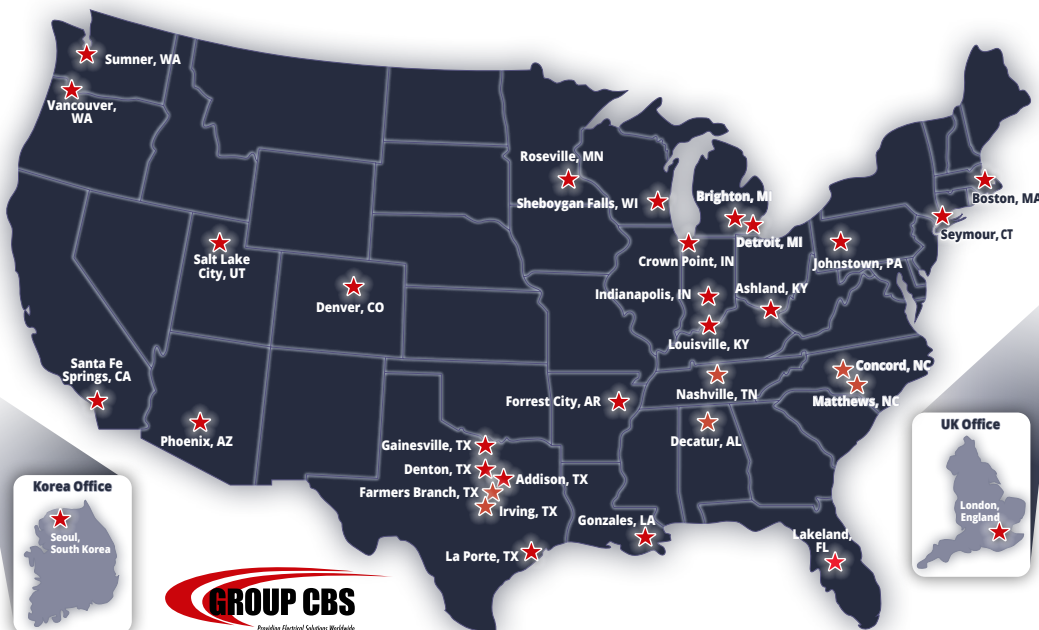 Sumner, WA
Vancouver,
WA
Roseville, MN
Sheboygan Falls, WI
Brighton, MI
Detroit, MI
Boston, MA
Seymour, CT
Crown Point, IN
Johnstown, PA
Salt Lake
City, UT
Denver, CO
Indianapolis, IN
Ashland, KY
Louisville, KY
Santa Fe
Springs, CA
Concord, NC
Matthews, NC
Nashville, TN
Forrest City, AR
Phoenix, AZ
Decatur, AL
Gainesville, TX
Denton, TX
Addison, TX
Farmers Branch, TX
Irving, TX
Gonzales, LA
La Porte, TX
Lakeland,
FL
UK Office
London,
England
Korea Office
Seoul,
South Korea
GROUP CBS
Providing Electrical Solutions Worldwide